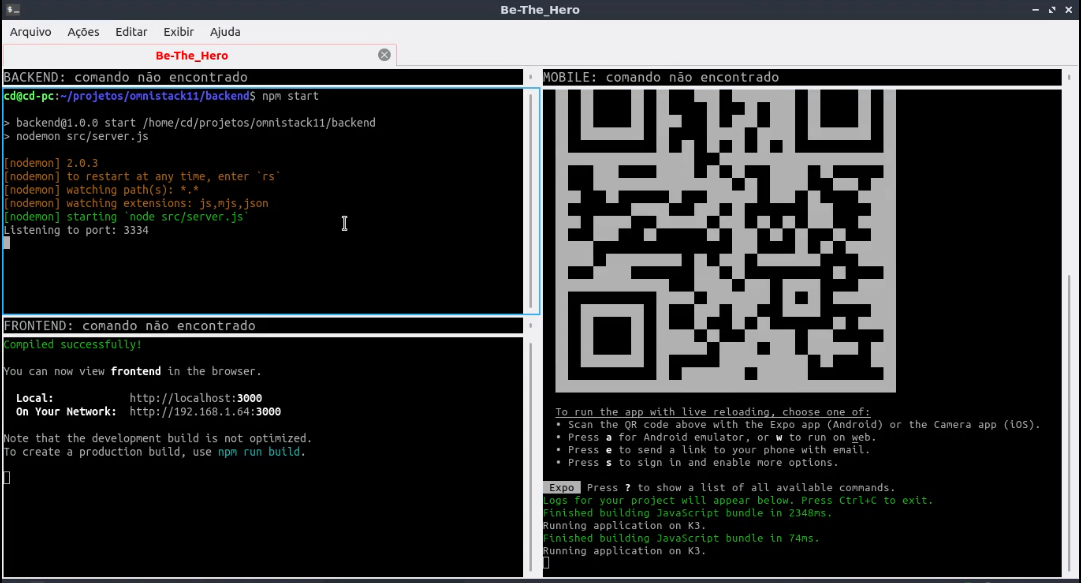 Be-The_Hero
Arquivo Ações Editar Exibir Ajuda
Be-The_Hero
BACKEND: comando não encontrado
cd@cd-pc:~/projetos/omnistack11/backend$ npm start
> backend@1.0.0 start /home/cd/projetos/omnistack11/backend
> nodemon src/server.js
[nodemon] 2.0.3
[nodemon] to restart at any time, enter `rs`
[nodemon] watching path(s): *.*
[nodemon] watching extensions: js,mjs,json
[nodemon] starting `node src/server.js`
Listening to port: 3334
FRONTEND: comando não encontrado
Compiled successfully!
You can now view frontend in the browser.
Local: http://localhost:3000
On Your Network: http://192.168.1.64:3000
Note that the development build is not optimized.
To create a production build, use npm run build.
MOBILE: comando não encontrado
To run the app with live reloading, choose one of:
• Scan the QR code above with the Expo app (Android) or the Camera app (iOS).
• Press a for Android emulator, or w to run on web.
• Press e to send a link to your phone with email.
• Press s to sign in and enable more options.
Expo Press ? to show a list of all available commands.
Logs for your project will appear below. Press Ctrl+C to exit.
Finished building JavaScript bundle in 2348ms.
Running application on K3.
Finished building JavaScript bundle in 74ms.
Running application on K3.